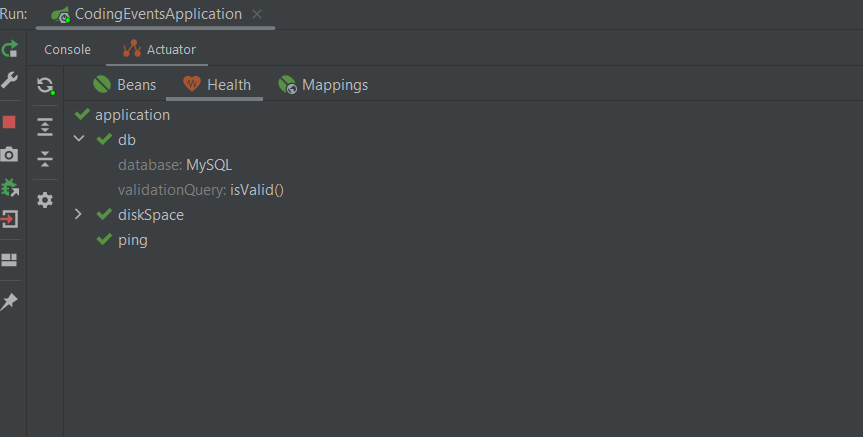 Run: CodingEventsApplication
Console Actuator
Beans Health Mappings
application
db
database: MySQL
validationQuery: isValid()
diskSpace
ping